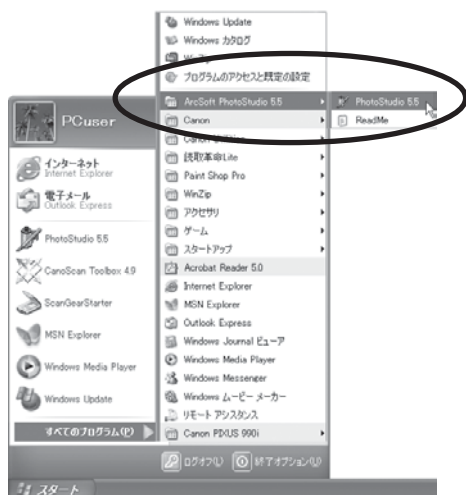 Windows Update
Windows カタログ
プログラムのアクセスと既定の設定
ArcSoft PhotoStudio 5.5
Canon
読取革命Lite
Paint Shop Pro
WinZip
アクセサリ
ゲーム
スタートアップ
Acrobat Reader 5.0
Internet Explorer
MSN Explorer
Outlook Express
Windows Journal ビューア
Windows Media Player
Windows Messenger
Windows ムービー メーカー
リモート アシスタンス
Canon PIXUS 990i
PhotoStudio 5.5
ReadMe
PCuser
インターネット
Internet Explorer
電子メール
Outlook Express
PhotoStudio 5.5
CanoScan Toolbox 4.9
ScanGearStarter
MSN Explorer
Windows Media Player
Windows Update
すべてのプログラム(P)
ログオフ(L)
終了オプション(U)
スタート